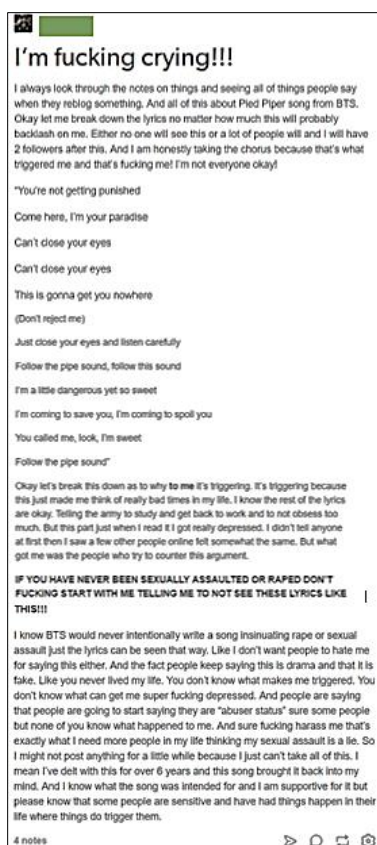 I'm fucking crying!!!
I always look through the notes on things and seeing all of things people say
when they reblog something. And all of this about Pied Piper song from BTS.
Okay let me break down the lyrics no matter how much this will probably
backlash on me. Either no one will see this or a lot of people will and I will have
2 followers after this. And I am honestly taking the chorus because that's what
triggered me and that's fucking me! I'm not everyone okay!
"You're not getting punished
Come here, I'm your paradise
Can't close your eyes
Can't close your eyes
This is gonna get you nowhere
(Don't reject me)
Just close your eyes and listen carefully
Follow the pipe sound, follow this sound
I'm a little dangerous yet so sweet
I'm coming to save you, I'm coming to spoil you
You called me, look, I'm sweet
Follow the pipe sound"
Okay let's break this down as to why to me it's triggering. It's triggering because
this just made me think of really bad times in my life. I know the rest of the lyrics
are okay. Telling the army to study and get back to work and to not obsess too
much. But this part just when I read it I got really depressed. I didn't tell anyone
at first then I saw a few other people online felt somewhat the same. But what
got me was the people who try to counter this argument.
IF YOU HAVE NEVER BEEN SEXUALLY ASSAULTED OR RAPED DON'T
FUCKING START WITH ME TELLING ME TO NOT SEE THESE LYRICS LIKE
THIS!!!
I know BTS would never intentionally write a song insinuating rape or sexual
assault just the lyrics can be seen that way. Like I don't want people to hate me
for saying this either. And the fact people keep saying this is drama and that it is
fake. Like you never lived my life. You don't know what makes me triggered. You
don't know what can get me super fucking depressed. And people are saying
that people are going to start saying they are "abuser status" sure some people
but none of you know what happened to me. And sure fucking harass me that's
exactly what I need more people in my life thinking my sexual assault is a lie. So
I might not post anything for a little while because I just can't take all of this. I
mean I've delt with this for over 6 years and this song brought it back into my
mind. And I know what the song was intended for and I am supportive for it but
please know that some people are sensitive and have had things happen in their
life where things do trigger them.
4 notes